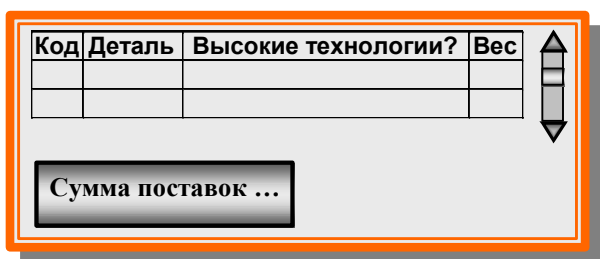 Код Деталь Высокие технологии? Вес
Сумма поставок ...